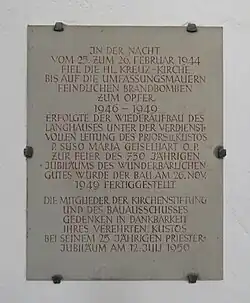 IN DER NACHT
VOM 25. ZUM 26. FEBRUAR 1944
FIEL DIE HL. KREUZ-KIRCHE
BIS AUF DIE UMFASSUNGSMAUERN
FEINDLICHEN BRANDBOMBEN
ZUM OPFER.
1946–1949
ERFOLGTE DER WIEDERAUFBAU DES
LANGHAUSES UNTER DER VERDIENST-
VOLLEN LEITUNG DES PRIORS U. KUSTOS
P. SUSO MARIA GEISELHART O.P.
ZUR FEIER DES 750 JÄHRIGEN
JUBILÄUMS DES WUNDERBARLICHEN
GUTES WURDE DER BAU AM 26. NOV.
1949 FERTIGGESTELLT.
DIE MITGLIEDER DER KIRCHENSTIFTUNG
UND DES BAUAUSSCHUSSES
GEDENKEN IN DANKBARKEIT
IHRES VEREHRTEN KUSTOS
BEI SEINEM 25 JÄHRIGEN PRIESTER-
JUBILÄUM AM 12. JULI 1950